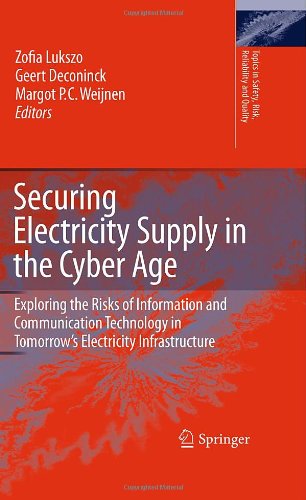 Zofia Lukszo
Geert Deconinck
Margot P.C. Weijnen
Editors
Topics in Safety, Risk,
Reliability and Quality
Securing
Electricity Supply in
the Cyber Age
Exploring the Risks of Information and
Communication Technology in
Tomorrow's Electricity Infrastructure
Springer